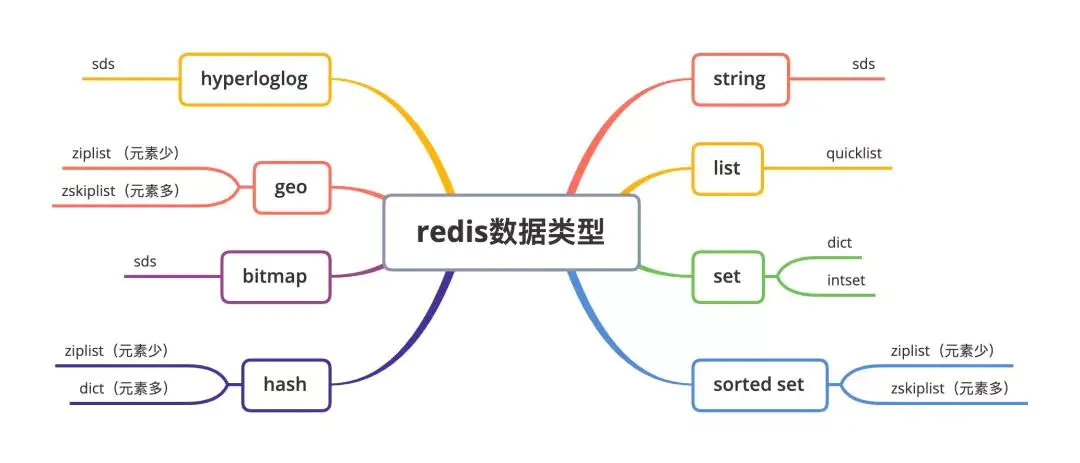 redis数据类型
hyperloglog
sds
geo
ziplist （元素少）
zskiplist（元素多）
bitmap
sds
hash
ziplist（元素少）
dict（元素多）
string
sds
list
quicklist
set
dict
intset
sorted set
ziplist（元素少）
zskiplist（元素多）